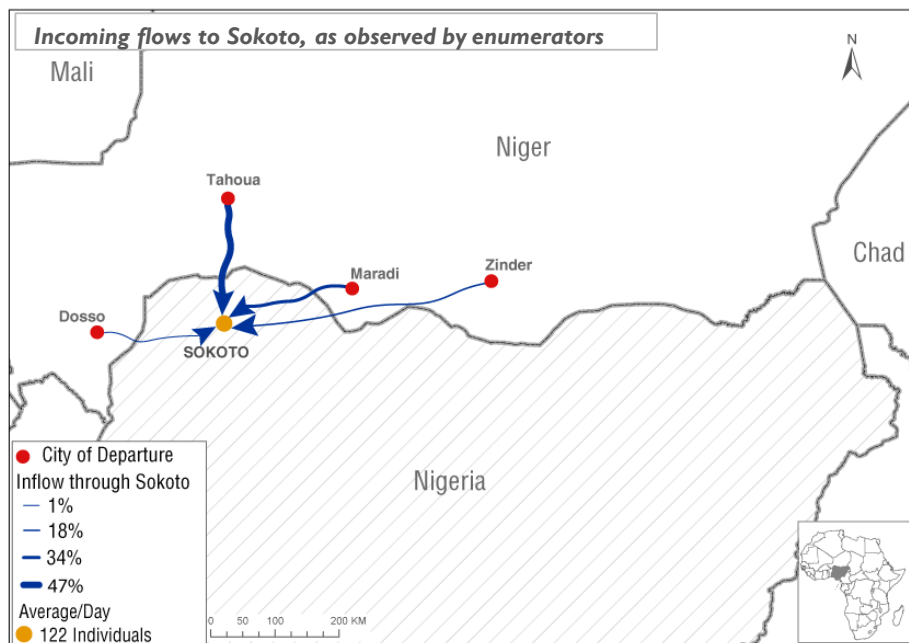 Incoming flows to Sokoto, as observed by enumerators
N
Mali
Niger
Tahoua
Chad
Zinder
Maradi
Dosso
SOKOTO
Nigeria
City of Departure
Inflow through Sokoto
1%
18%
34%
47%
Average/Day
122 Individuals
0 50 100 200 KM